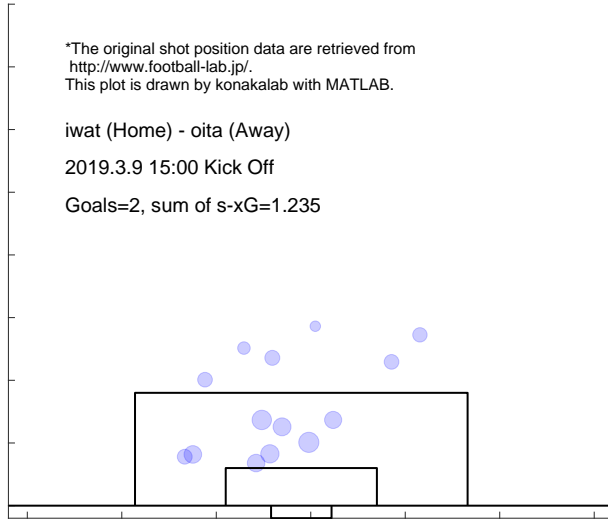 *The original shot position data are retrieved from
http://www.football-lab.jp/.
This plot is drawn by konakalab with MATLAB.
iwat (Home) - oita (Away)
2019.3.9 15:00 Kick Off
Goals=2, sum of s-xG=1.235